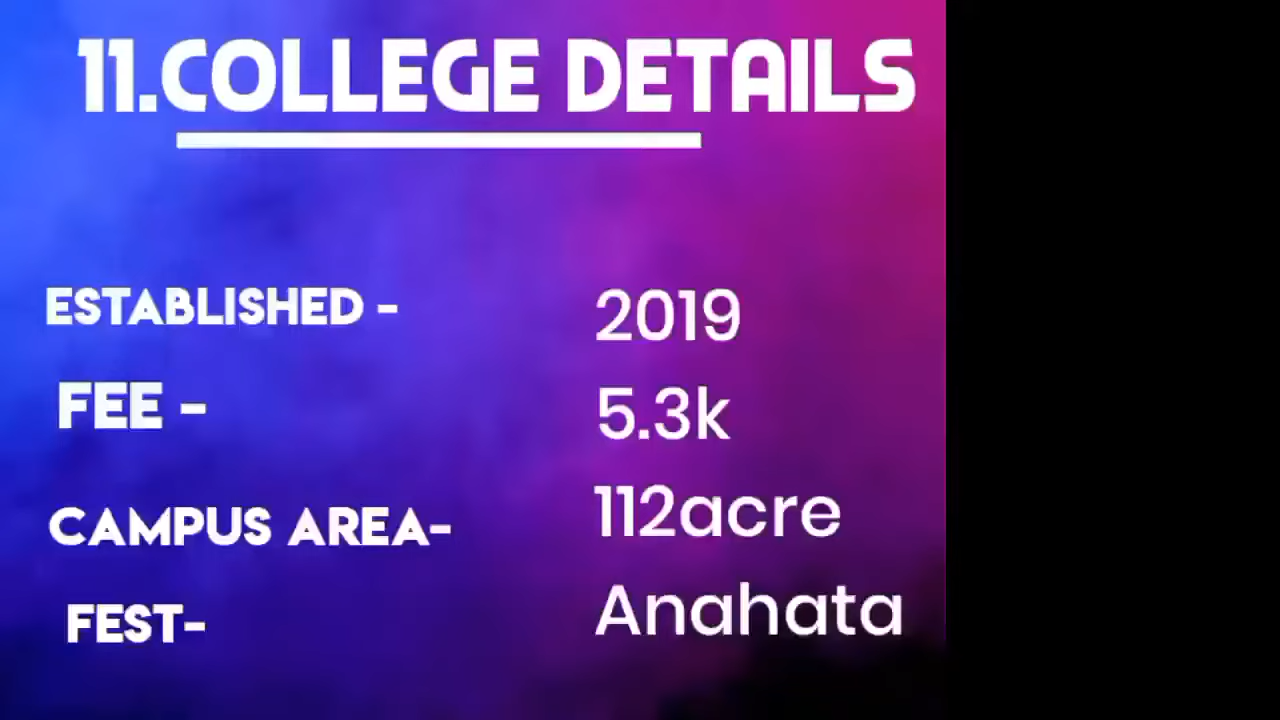 11.COLLEGE DETAILS
ESTABLISHED - 2019
FEE - 5.3k
CAMPUS AREA- 112acre
FEST- Anahata